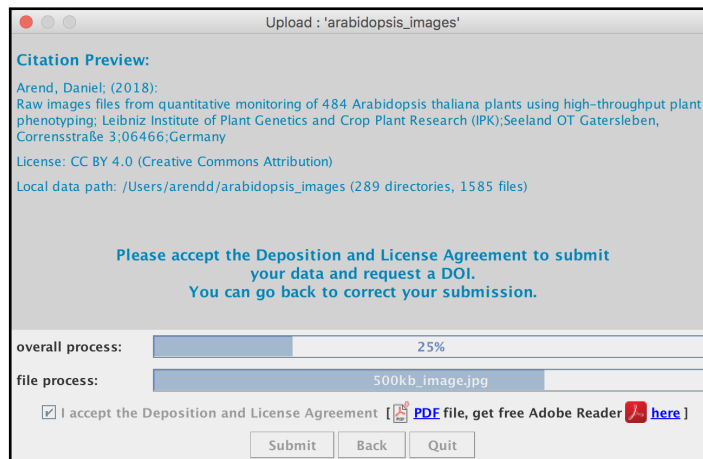 Upload : 'arabidopsis_images'
Citation Preview:
Arend, Daniel; (2018):
Raw images files from quantitative monitoring of 484 Arabidopsis thaliana plants using high-throughput plant
phenotyping; Leibniz Institute of Plant Genetics and Crop Plant Research (IPK);Seeland OT Gatersleben,
Corrensstraße 3;06466;Germany
License: CC BY 4.0 (Creative Commons Attribution)
Local data path: /Users/arendd/arabidopsis_images (289 directories, 1585 files)
Please accept the Deposition and License Agreement to submit
your data and request a DOI.
You can go back to correct your submission.
overall process: 25%
file process: 500kb_image.jpg
I accept the Deposition and License Agreement [ PDF file, get free Adobe Reader here ]
Submit Back Quit